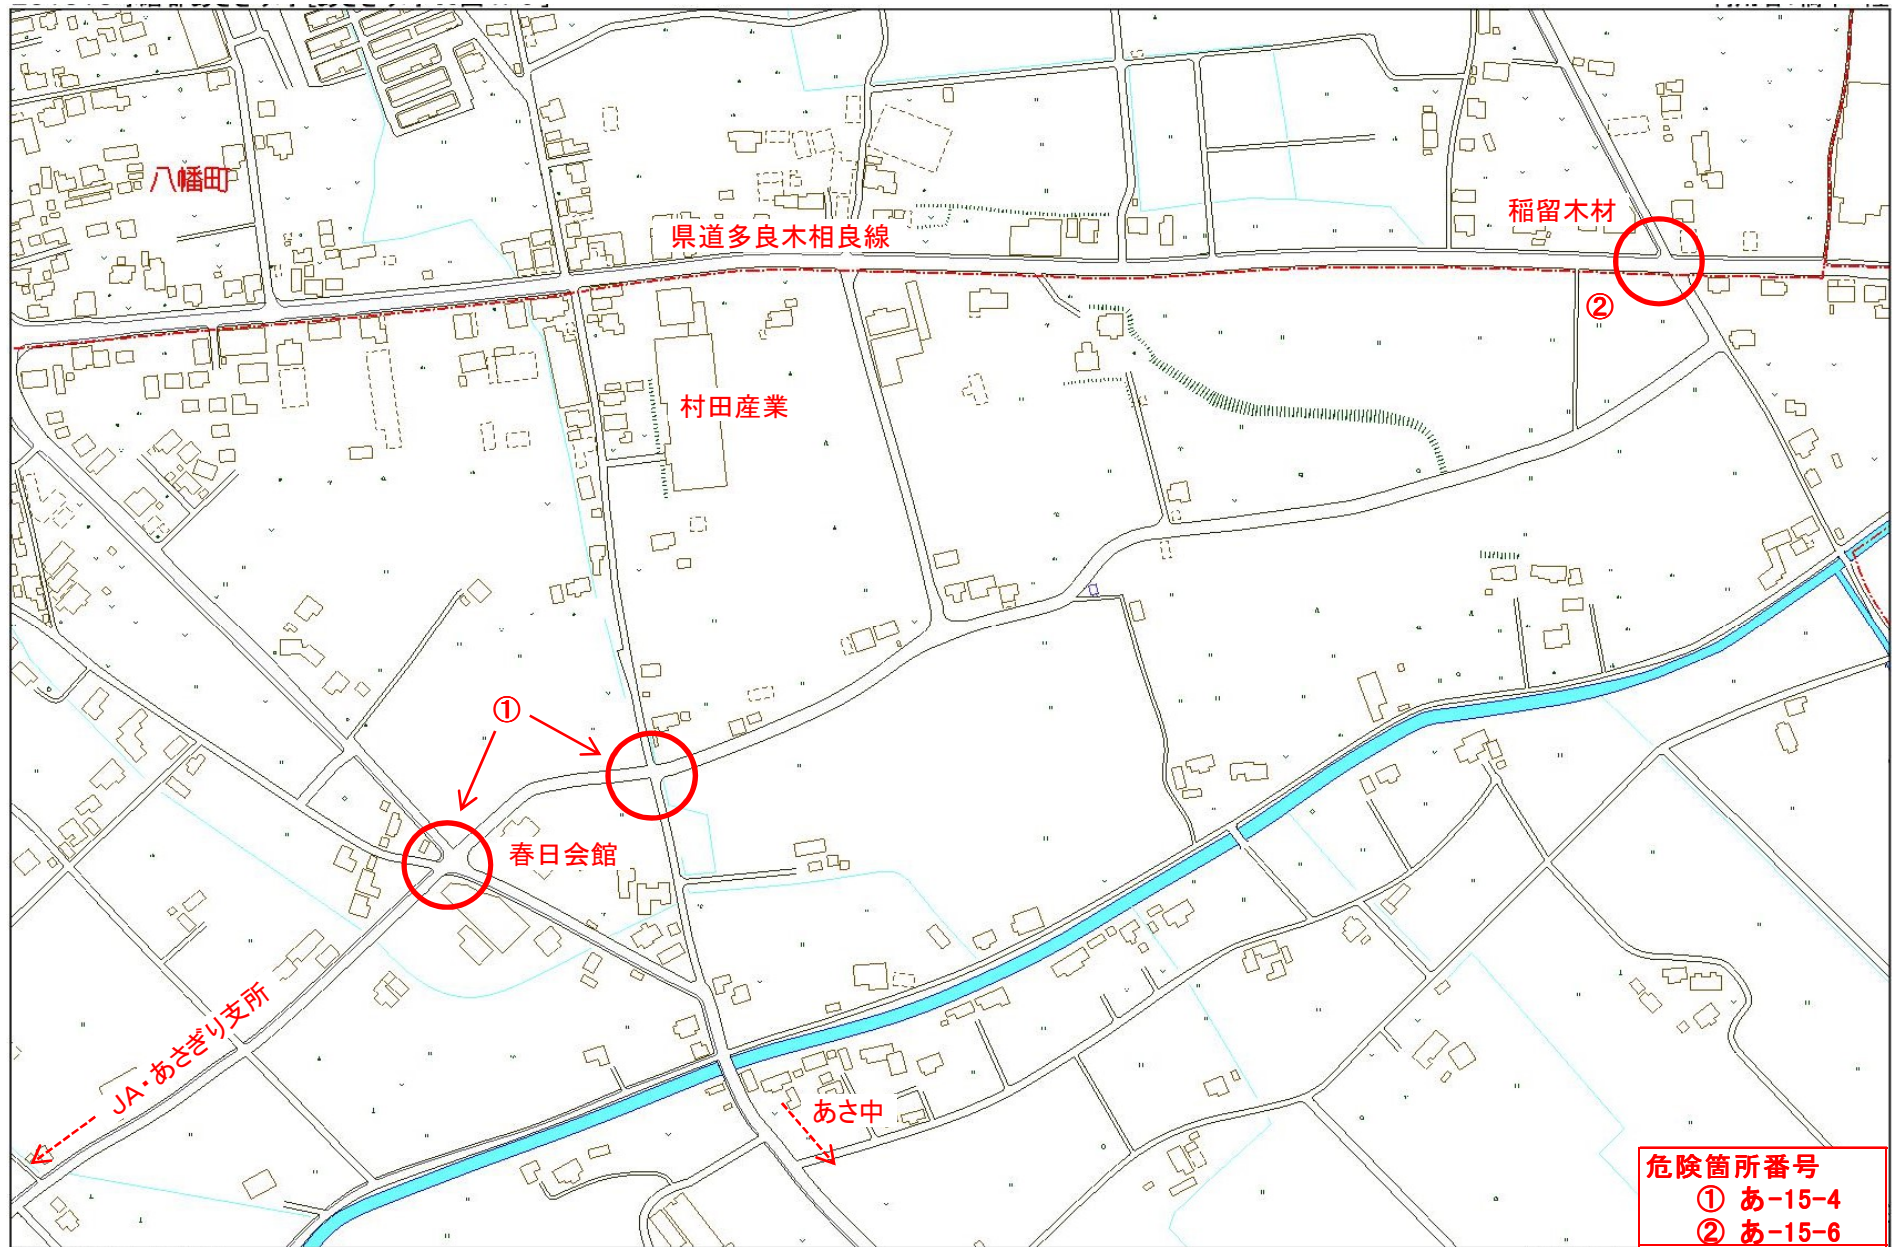 八幡町
県道多良木相良線
稲留木材
②
村田産業
①
春日会館
JA・あさぎり支所
あさ中
危険箇所番号
① あ-15-4
② あ-15-6